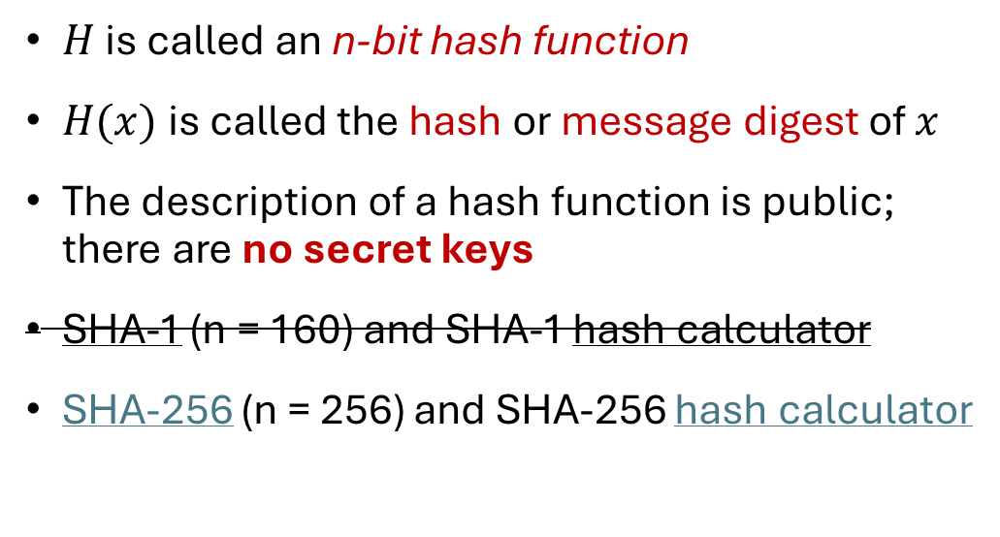 • H is called an n-bit hash function
• H(x) is called the hash or message digest of x
• The description of a hash function is public;
there are no secret keys
• SHA-1 (n = 160) and SHA-1 hash calculator
• SHA-256 (n = 256) and SHA-256 hash calculator